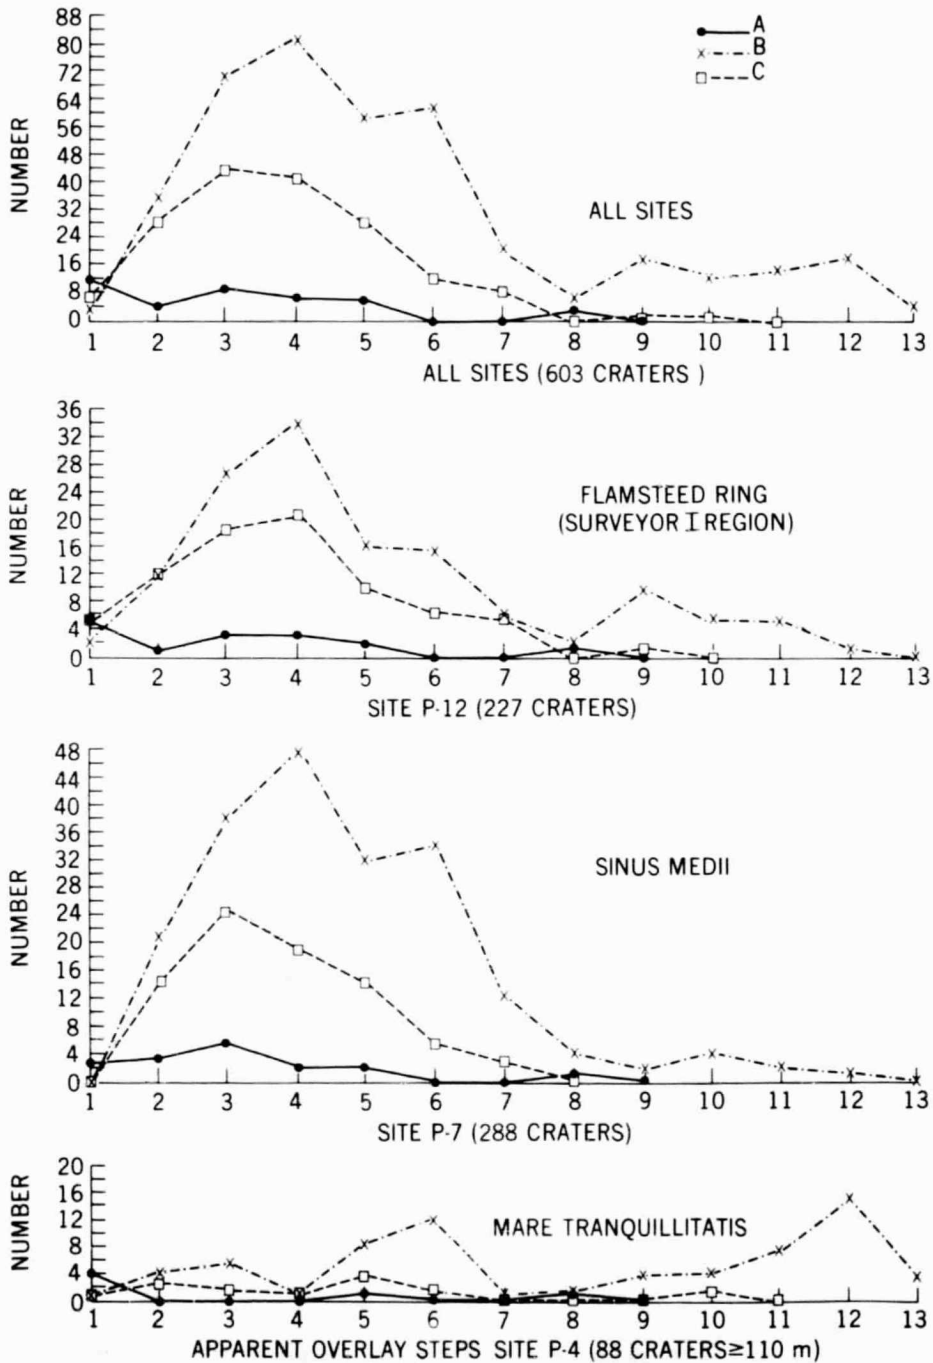 A
B
C
88
80
72
64
56
48
40
32
24
16
8
0
NUMBER
ALL SITES
1 2 3 4 5 6 7 8 9 10 11 12 13
ALL SITES (603 CRATERS )
36
32
28
24
20
16
12
8
4
0
NUMBER
FLAMSTEED RING
(SURVEYOR I REGION)
1 2 3 4 5 6 7 8 9 10 11 12 13
SITE P-12 (227 CRATERS)
48
44
40
36
32
28
24
20
16
12
8
4
0
NUMBER
SINUS MEDII
1 2 3 4 5 6 7 8 9 10 11 12 13
SITE P-7 (288 CRATERS)
20
16
12
8
4
0
NUMBER
MARE TRANQUILLITATIS
1 2 3 4 5 6 7 8 9 10 11 12 13
APPARENT OVERLAY STEPS SITE P-4 (88 CRATERS≥110 m)